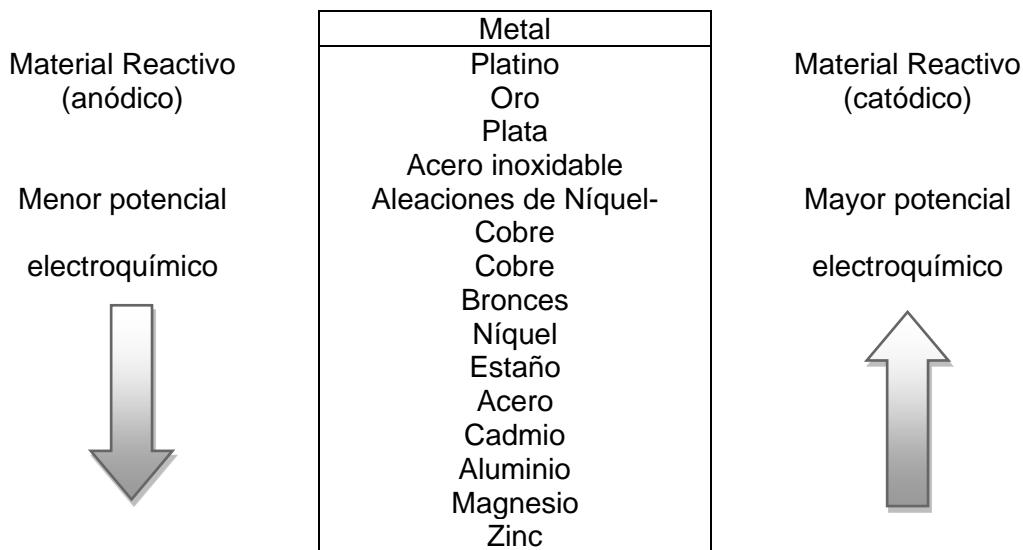 Metal
Material Reactivo
(anódico)
Menor potencial
electroquímico
Platino
Oro
Plata
Acero inoxidable
Aleaciones de Níquel-
Cobre
Cobre
Bronces
Níquel
Estaño
Acero
Cadmio
Aluminio
Magnesio
Zinc
Material Reactivo
(catódico)
Mayor potencial
electroquímico